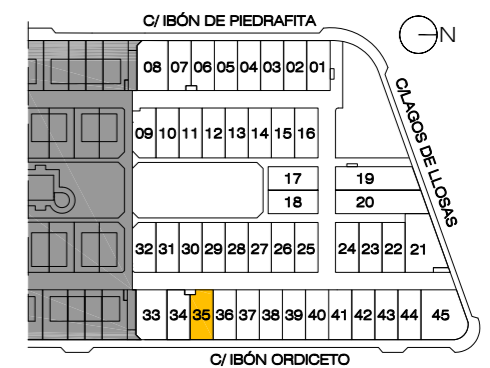 C/ IBÓN DE PIEDRAFITA
N
08 07 06 05 04 03 02 01
C/LAGOS DE LLOSAS
09 10 11 12 13 14 15 16
17 19
18 20
32 31 30 29 28 27 26 25 24 23 22 21
33 34 35 36 37 38 39 40 41 42 43 44 45
C/ IBÓN ORDICETO